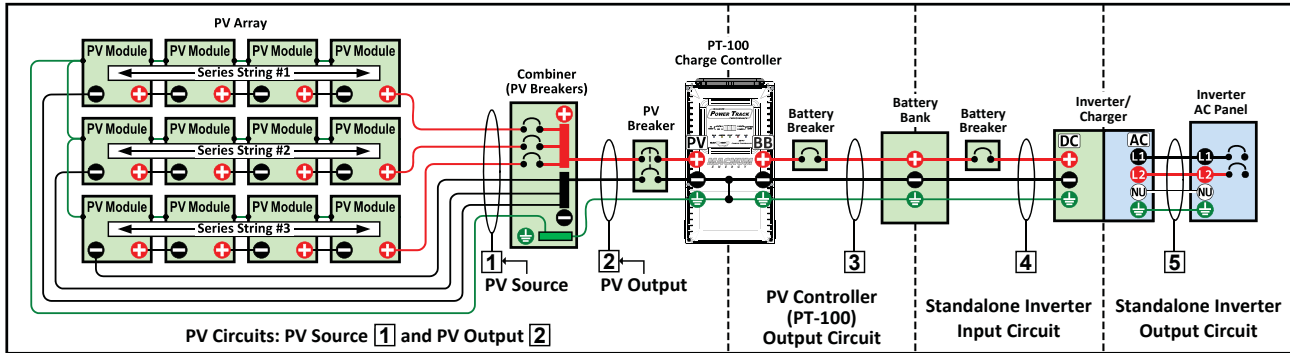 PV Array
PV Module PV Module PV Module PV Module
Series String #1
PV Module PV Module PV Module PV Module
Series String #2
PV Module PV Module PV Module PV Module
Series String #3
Combiner
(PV Breakers)
PV
Breaker
PT-100
Charge Controller
POWER TRACK
PV BB
MAGNUM
ENERGY
Battery
Breaker
Battery
Bank
Battery
Breaker
Inverter/
Charger
DC AC
L1
L2
NU
Inverter
AC Panel
L1
L2
NU
1
PV Source
2
PV Output
3
4
5
PV Circuits: PV Source 1 and PV Output 2
PV Controller
(PT-100)
Output Circuit
Standalone Inverter
Input Circuit
Standalone Inverter
Output Circuit